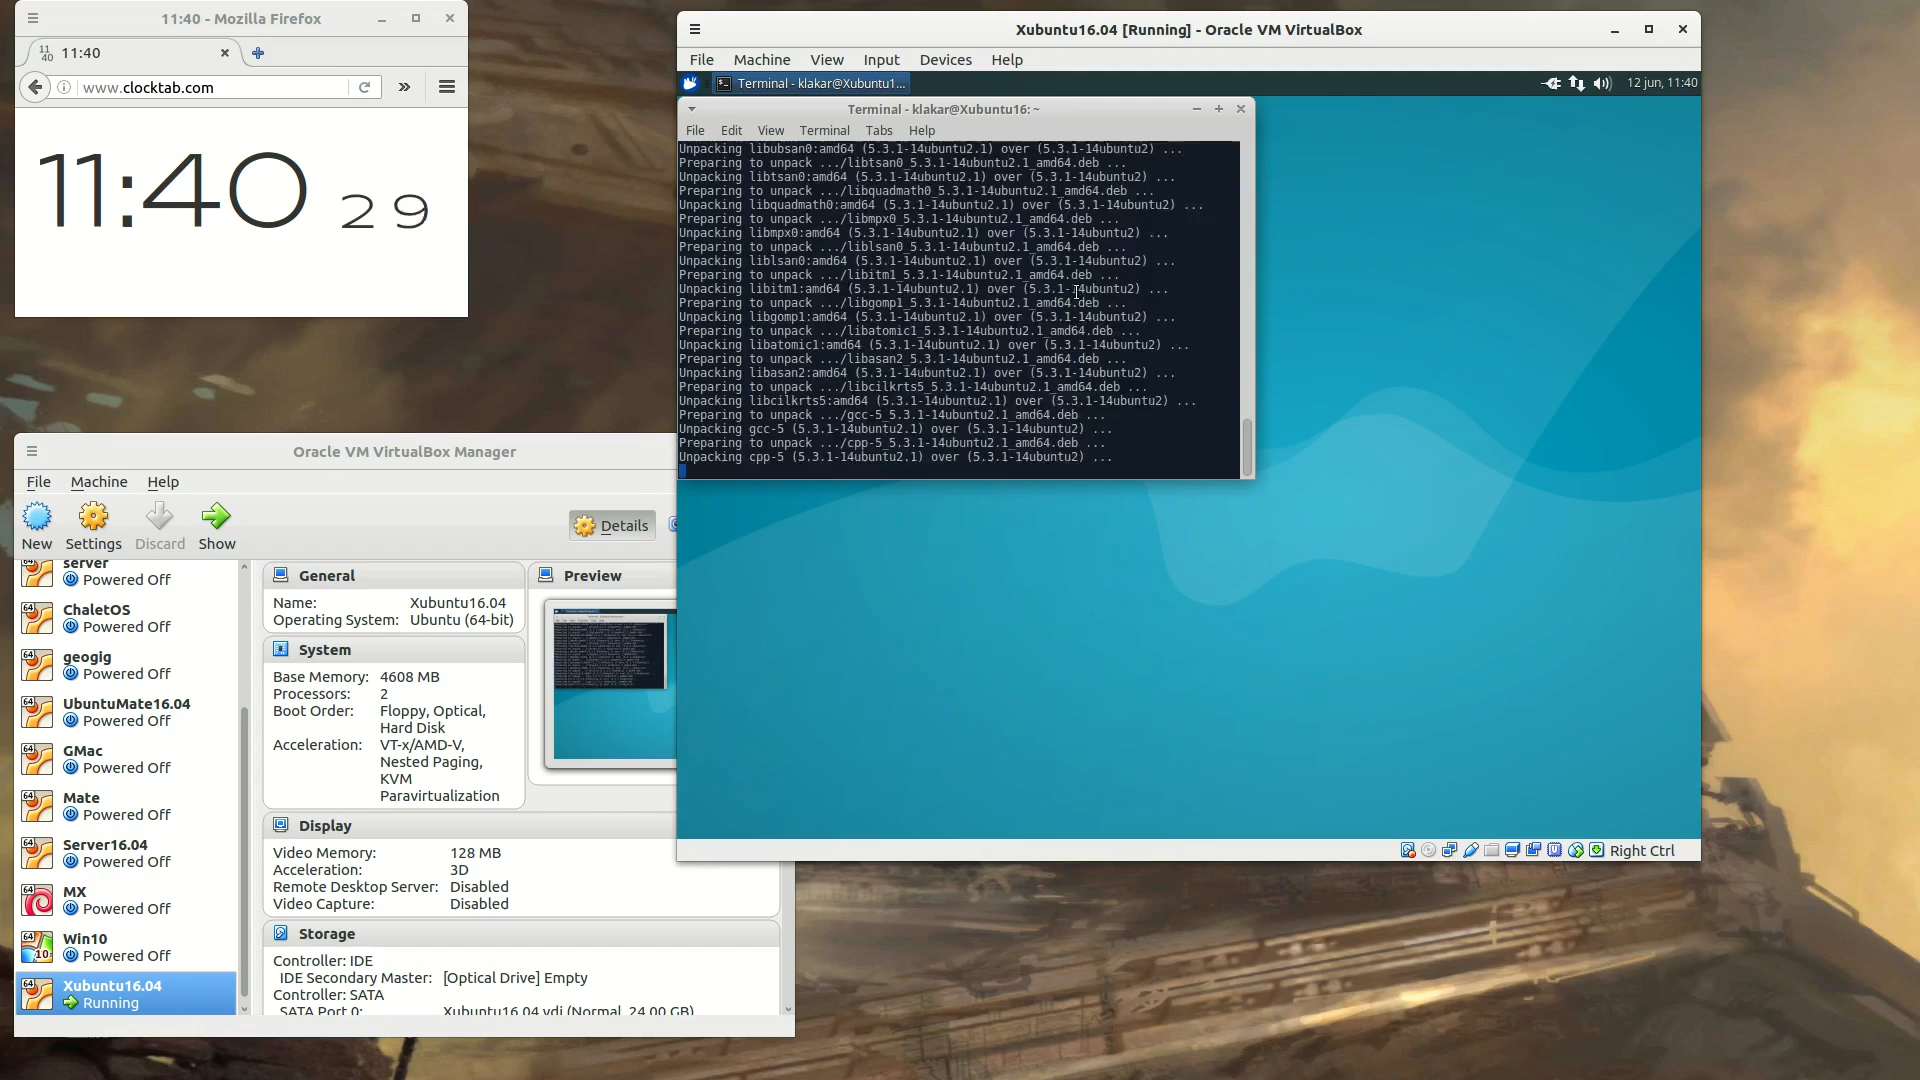 11:40 - Mozilla Firefox
11:40
11:40
www.clocktab.com
11:40 29
Xubuntu16.04 [Running] - Oracle VM VirtualBox
File Machine View Input Devices Help
Terminal - klakar@Xubuntu1...
12 jun, 11:40
Terminal - klakar@Xubuntu16: ~
File Edit View Terminal Tabs Help
Unpacking libubsan0:amd64 (5.3.1-14ubuntu2.1) over (5.3.1-14ubuntu2) ...
Preparing to unpack .../libtsan0_5.3.1-14ubuntu2.1_amd64.deb ...
Unpacking libtsan0:amd64 (5.3.1-14ubuntu2.1) over (5.3.1-14ubuntu2) ...
Preparing to unpack .../libquadmath0_5.3.1-14ubuntu2.1_amd64.deb ...
Unpacking libquadmath0:amd64 (5.3.1-14ubuntu2.1) over (5.3.1-14ubuntu2) ...
Preparing to unpack .../libmpx0_5.3.1-14ubuntu2.1_amd64.deb ...
Unpacking libmpx0:amd64 (5.3.1-14ubuntu2.1) over (5.3.1-14ubuntu2) ...
Preparing to unpack .../liblsan0_5.3.1-14ubuntu2.1_amd64.deb ...
Unpacking liblsan0:amd64 (5.3.1-14ubuntu2.1) over (5.3.1-14ubuntu2) ...
Preparing to unpack .../libitm1_5.3.1-14ubuntu2.1_amd64.deb ...
Unpacking libitm1:amd64 (5.3.1-14ubuntu2.1) over (5.3.1-14ubuntu2) ...
Preparing to unpack .../libgomp1_5.3.1-14ubuntu2.1_amd64.deb ...
Unpacking libgomp1:amd64 (5.3.1-14ubuntu2.1) over (5.3.1-14ubuntu2) ...
Preparing to unpack .../libatomic1_5.3.1-14ubuntu2.1_amd64.deb ...
Unpacking libatomic1:amd64 (5.3.1-14ubuntu2.1) over (5.3.1-14ubuntu2) ...
Preparing to unpack .../libasan2_5.3.1-14ubuntu2.1_amd64.deb ...
Unpacking libasan2:amd64 (5.3.1-14ubuntu2.1) over (5.3.1-14ubuntu2) ...
Preparing to unpack .../libcilkrts5_5.3.1-14ubuntu2.1_amd64.deb ...
Unpacking libcilkrts5:amd64 (5.3.1-14ubuntu2.1) over (5.3.1-14ubuntu2) ...
Preparing to unpack .../gcc-5_5.3.1-14ubuntu2.1_amd64.deb ...
Unpacking gcc-5 (5.3.1-14ubuntu2.1) over (5.3.1-14ubuntu2) ...
Preparing to unpack .../cpp-5_5.3.1-14ubuntu2.1_amd64.deb ...
Unpacking cpp-5 (5.3.1-14ubuntu2.1) over (5.3.1-14ubuntu2) ...
Right Ctrl
Oracle VM VirtualBox Manager
File Machine Help
New Settings Discard Show Details
server
Powered Off
ChaletOS
Powered Off
geogig
Powered Off
UbuntuMate16.04
Powered Off
GMac
Powered Off
Mate
Powered Off
Server16.04
Powered Off
MX
Powered Off
Win10
Powered Off
Xubuntu16.04
Running
General
Name: Xubuntu16.04
Operating System: Ubuntu (64-bit)
System
Base Memory: 4608 MB
Processors: 2
Boot Order: Floppy, Optical,
Hard Disk
Acceleration: VT-x/AMD-V,
Nested Paging,
KVM
Paravirtualization
Preview
Display
Video Memory: 128 MB
Acceleration: 3D
Remote Desktop Server: Disabled
Video Capture: Disabled
Storage
Controller: IDE
IDE Secondary Master: [Optical Drive] Empty
Controller: SATA
SATA Port 0: Xubuntu16.04.vdi (Normal, 24,00 GB)